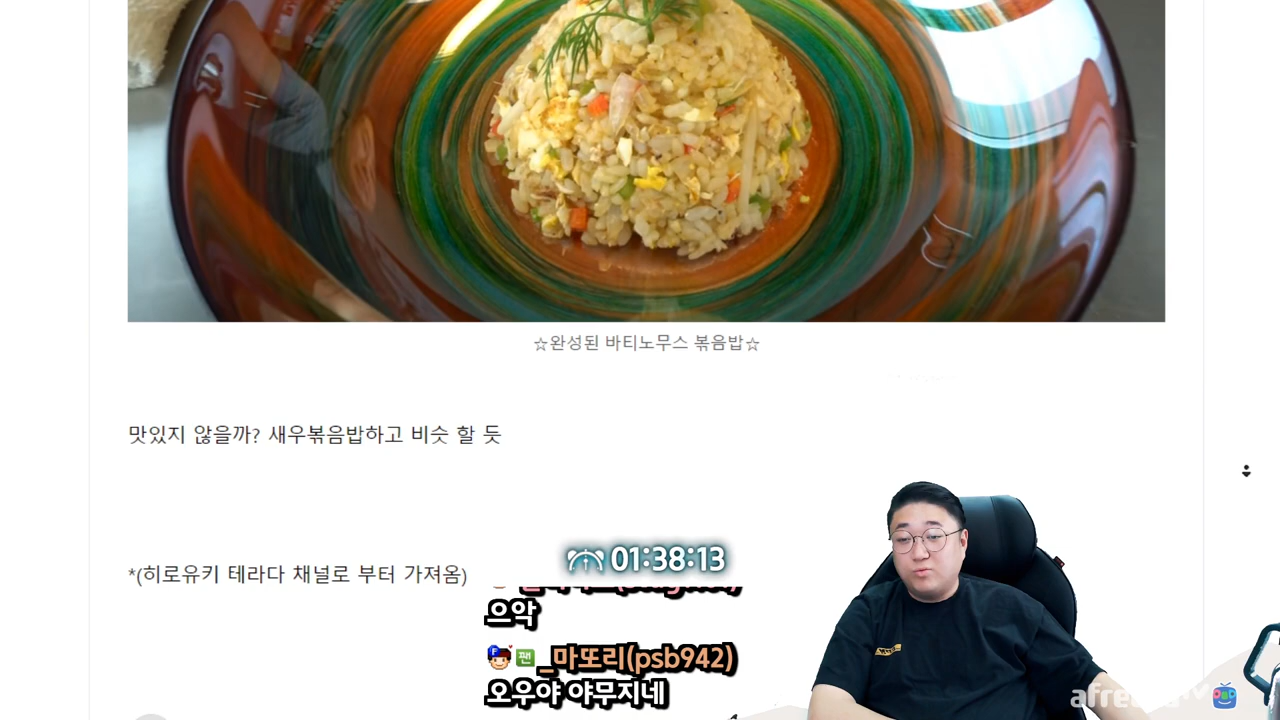 ☆완성된 바티노무스 볶음밥☆
맛있지 않을까? 새우볶음밥하고 비슷 할 듯
01:38:13
*(히로유키 테라다 채널로 부터 가져옴)
으악
F 팬 _마또리(psb942)
오우야 야무지네